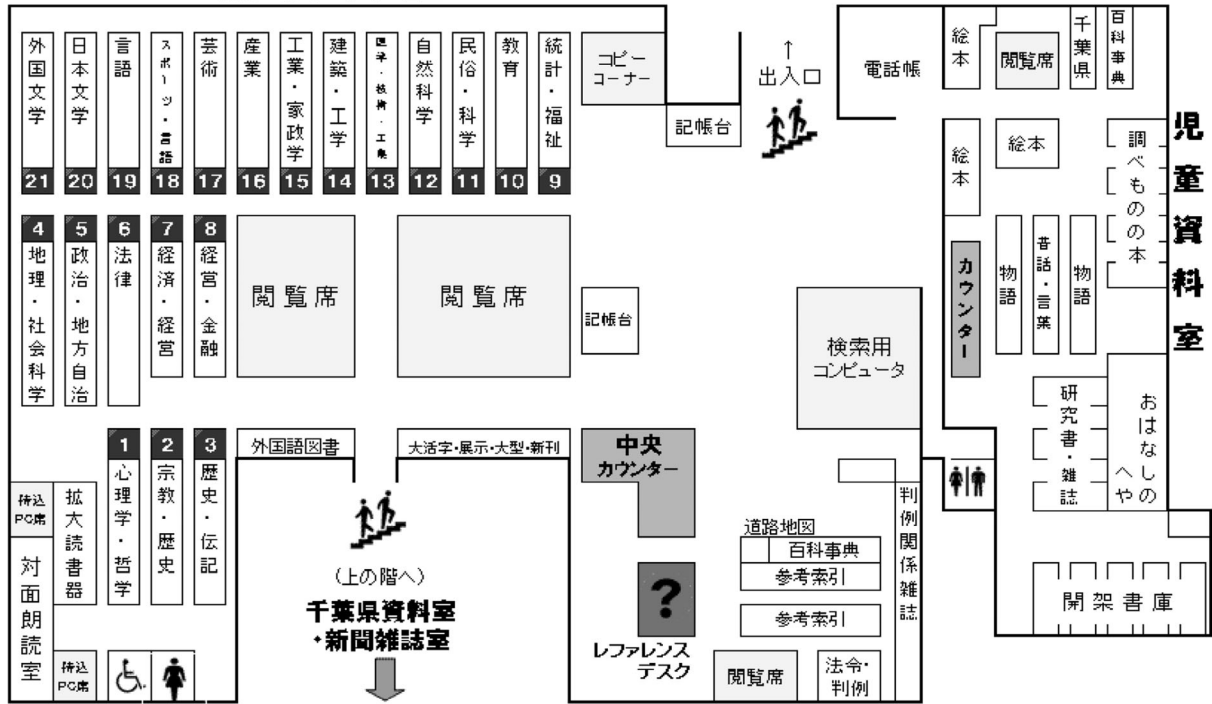 外国文学
21
日本文学
20
言語
19
スポーツ・言語
18
芸術
17
産業
16
工業・家政学
15
建築・工学
14
医学・技術・工業
13
自然科学
12
民俗・科学
11
教育
10
統計・福祉
9
コピー
コーナー
記帳台
↑
出入口
電話帳
絵本
閲覧席
千葉県
百科事典
絵本
絵本
調べものの本
児童資料室
4
地理・社会科学
5
政治・地方自治
6
法律
7
経済・経営
8
経営・金融
閲覧席
閲覧席
記帳台
検索用
コンピュータ
カウンター
物語
昔話・言葉
物語
研究書・雑誌
おはなしの
へや
1
心理学・哲学
2
宗教・歴史
3
歴史・伝記
外国語図書
大活字・展示・大型・新刊
中央
カウンター
持込
PC席
拡大読書器
対面朗読室
持込
PC席
(上の階へ)
千葉県資料室
・新聞雑誌室
?
レファレンス
デスク
道路地図
百科事典
参考索引
参考索引
閲覧席
法令・
判例
判例関係雑誌
開架書庫